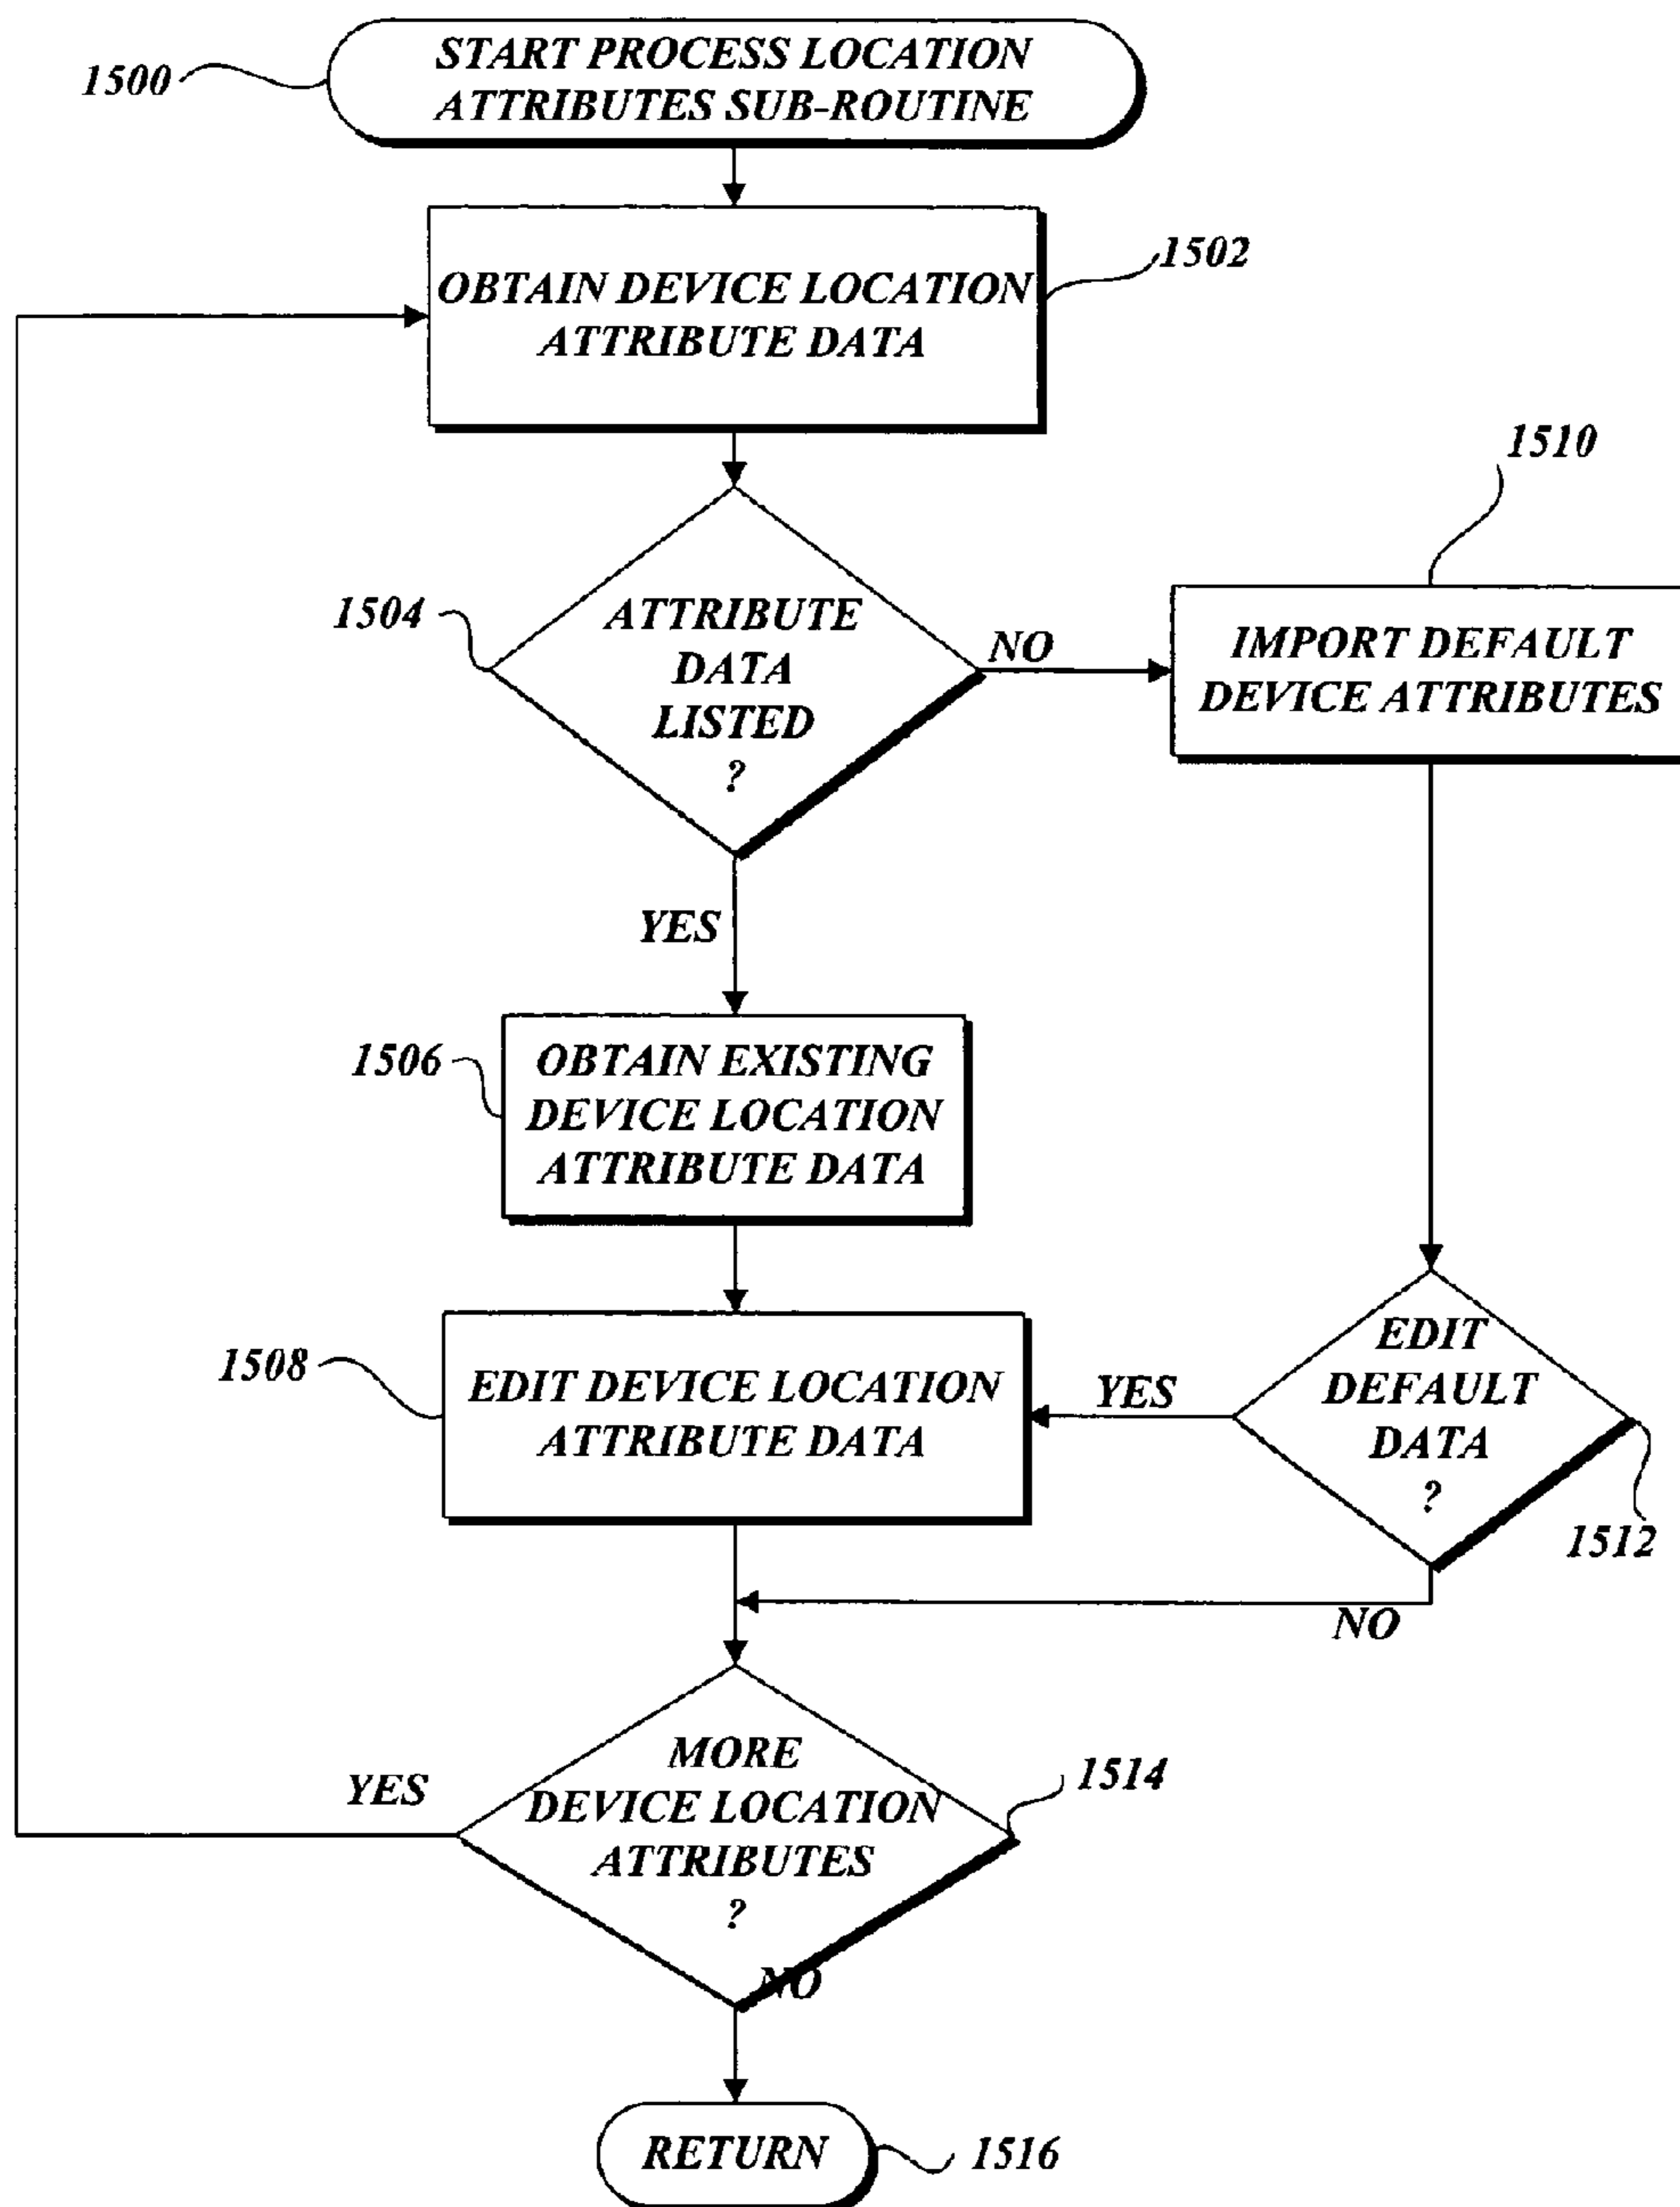 START PROCESS LOCATION
ATTRIBUTES SUB-ROUTINE
1500
OBTAIN DEVICE LOCATION
ATTRIBUTE DATA
1502
1510
1504
ATTRIBUTE
DATA
LISTED
?
NO
IMPORT DEFAULT
DEVICE ATTRIBUTES
YES
1506
OBTAIN EXISTING
DEVICE LOCATION
ATTRIBUTE DATA
1508
EDIT DEVICE LOCATION
ATTRIBUTE DATA
YES
EDIT
DEFAULT
DATA
?
1512
NO
MORE
DEVICE LOCATION
ATTRIBUTES
?
YES
1514
NO
RETURN
1516